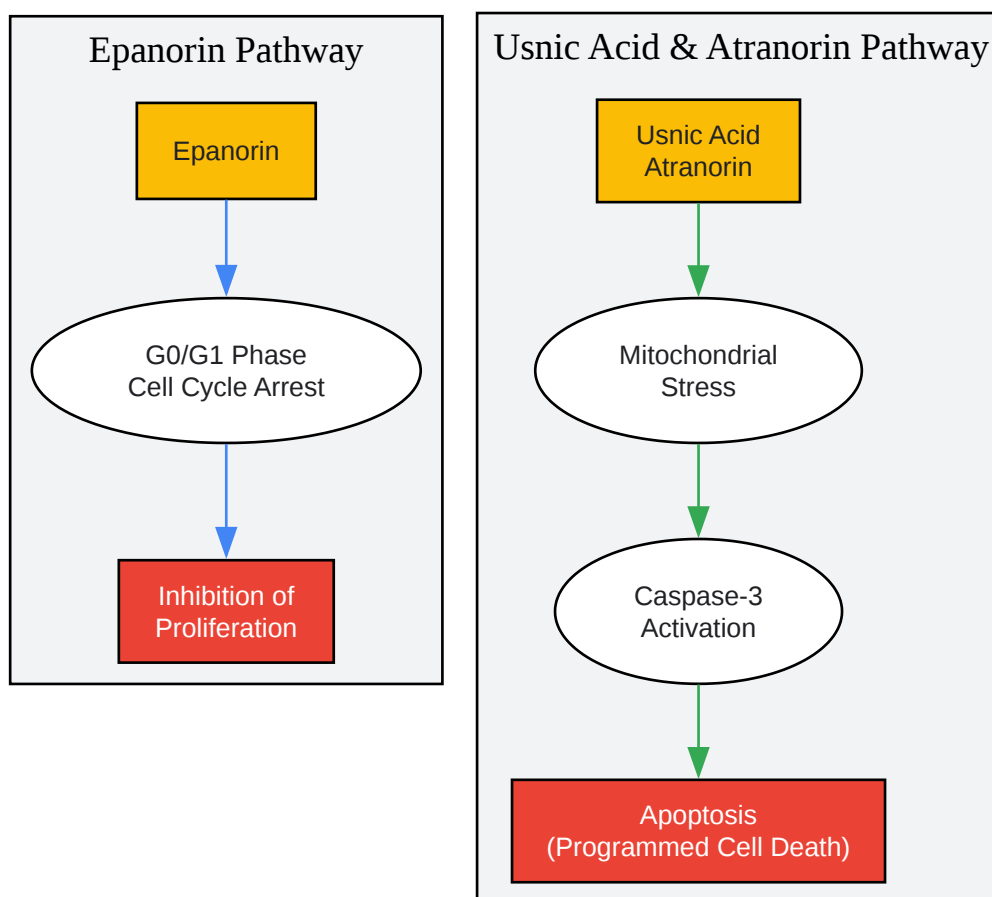 Epanorin Pathway
Epanorin
G0/G1 Phase
Cell Cycle Arrest
Inhibition of
Proliferation
Usnic Acid & Atranorin Pathway
Usnic Acid
Atranorin
Mitochondrial
Stress
Caspase-3
Activation
Apoptosis
(Programmed Cell Death)